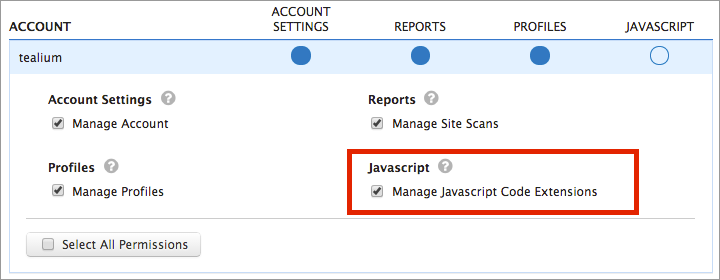 ACCOUNT
ACCOUNT SETTINGS
REPORTS
PROFILES
JAVASCRIPT
tealium
Account Settings ?
Manage Account
Reports ?
Manage Site Scans
Profiles ?
Manage Profiles
Javascript ?
Manage Javascript Code Extensions
Select All Permissions